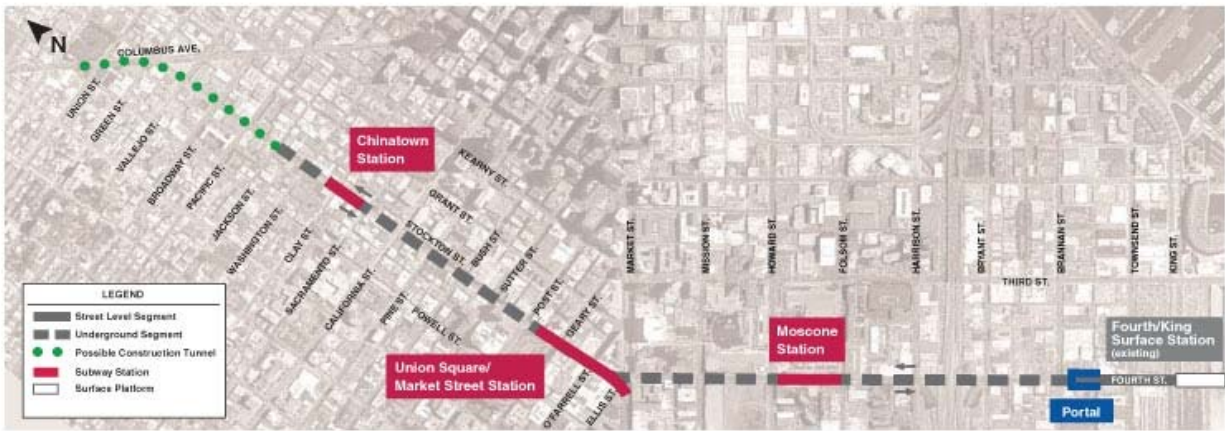 N
COLUMBUS AVE.
UNION ST.
GREEN ST.
VALLEJO ST.
BROADWAY ST.
PACIFIC ST.
JACKSON ST.
WASHINGTON ST.
CLAY ST.
SACRAMENTO ST.
CALIFORNIA ST.
PINE ST.
POWELL ST.
Chinatown
Station
KEARNY ST.
GRANT ST.
STOCKTON ST.
BUSH ST.
SUTTER ST.
POST ST.
GEARY ST.
O'FARRELL ST.
ELLIS ST.
Union Square/
Market Street Station
MARKET ST.
MISSION ST.
HOWARD ST.
FOLSON ST.
HARRISON ST.
BRYANT ST.
BRANNAN ST.
TOWNSEND ST.
KING ST.
THIRD ST.
Moscone
Station
Fourth/King
Surface Station
(existing)
FOURTH ST.
Portal
LEGEND
Street Level Segment
Underground Segment
Possible Construction Tunnel
Subway Station
Surface Platform